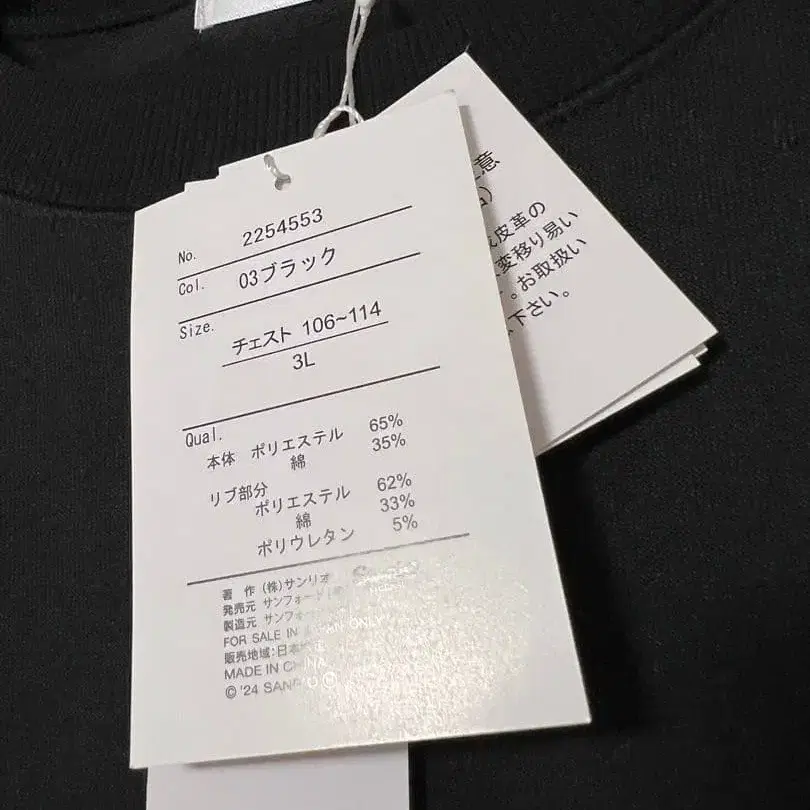 No. 2254553
Col. 03ブラック
Size.
チェスト 106~114
3L
Qual.
本体 ポリエステル 65%
綿 35%
リブ部分
ポリエステル 62%
綿 33%
ポリウレタン 5%
著 作 (株)サンリオ
発売元 サンフォード(
製造元 サンフォー
FOR SALE IN JAPAN ONLY
販売地域:日本
MADE IN CHINA
© '24 SANRIO
意
皮革の
変移り易い
。お取扱い
下さい。